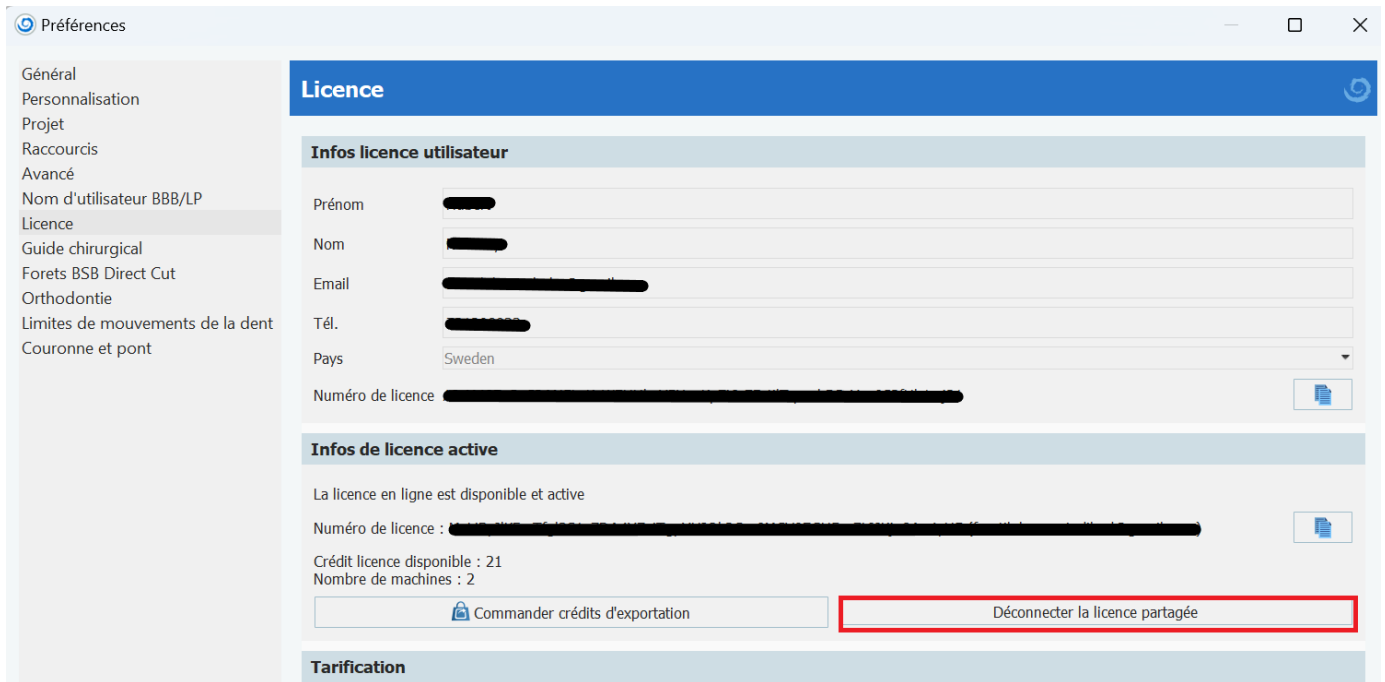 Préférences
Général
Personnalisation
Projet
Raccourcis
Avancé
Nom d'utilisateur BBB/LP
Licence
Guide chirurgical
Forets BSB Direct Cut
Orthodontie
Limites de mouvements de la dent
Couronne et pont
Licence
Infos licence utilisateur
Prénom
Nom
Email
Tél.
Pays Sweden
Numéro de licence
Infos de licence active
La licence en ligne est disponible et active
Numéro de licence :
Crédit licence disponible : 21
Nombre de machines : 2
Commander crédits d'exportation Déconnecter la licence partagée
Tarification